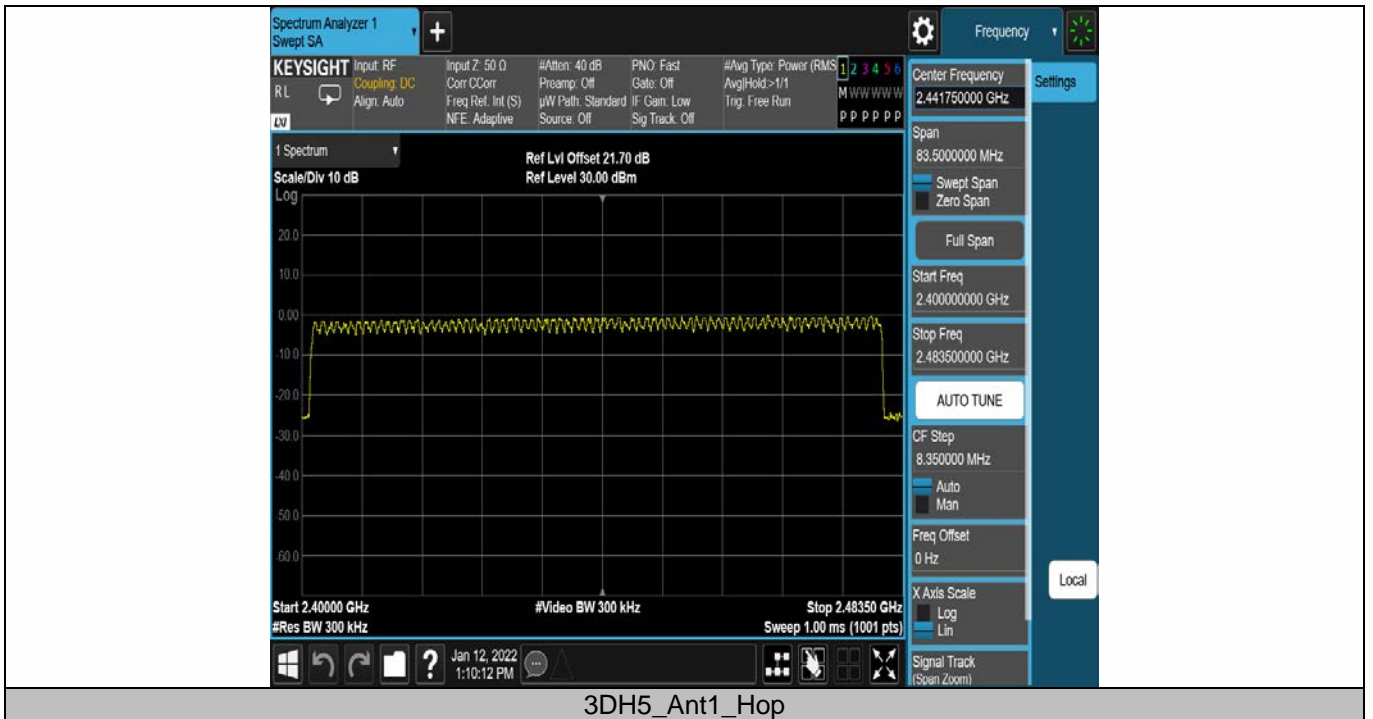 Spectrum Analyzer 1
Swept SA
+
Frequency
KEYSIGHT
RL
LXI
Input: RF
Coupling: DC
Align: Auto
Input Z: 50 Ω
Corr CCorr
Freq Ref: Int (S)
NFE: Adaptive
#Atten: 40 dB
Preamp: Off
µW Path: Standard
Source: Off
PNO: Fast
Gate: Off
IF Gain: Low
Sig Track: Off
#Avg Type: Power (RMS
Avg|Hold:>1/1
Trig: Free Run
1 2 3 4 5 6
M W W W W W
P P P P P P
1 Spectrum
Scale/Div 10 dB
Ref Lvl Offset 21.70 dB
Ref Level 30.00 dBm
Log
20.0
10.0
0.00
-10.0
-20.0
-30.0
-40.0
-50.0
-60.0
Start 2.40000 GHz
#Res BW 300 kHz
#Video BW 300 kHz
Stop 2.48350 GHz
Sweep 1.00 ms (1001 pts)
Center Frequency
2.441750000 GHz
Settings
Span
83.5000000 MHz
Swept Span
Zero Span
Full Span
Start Freq
2.400000000 GHz
Stop Freq
2.483500000 GHz
AUTO TUNE
CF Step
8.350000 MHz
Auto
Man
Freq Offset
0 Hz
X Axis Scale
Log
Lin
Local
Signal Track
(Span Zoom)
?
Jan 12, 2022
1:10:12 PM
3DH5_Ant1_Hop